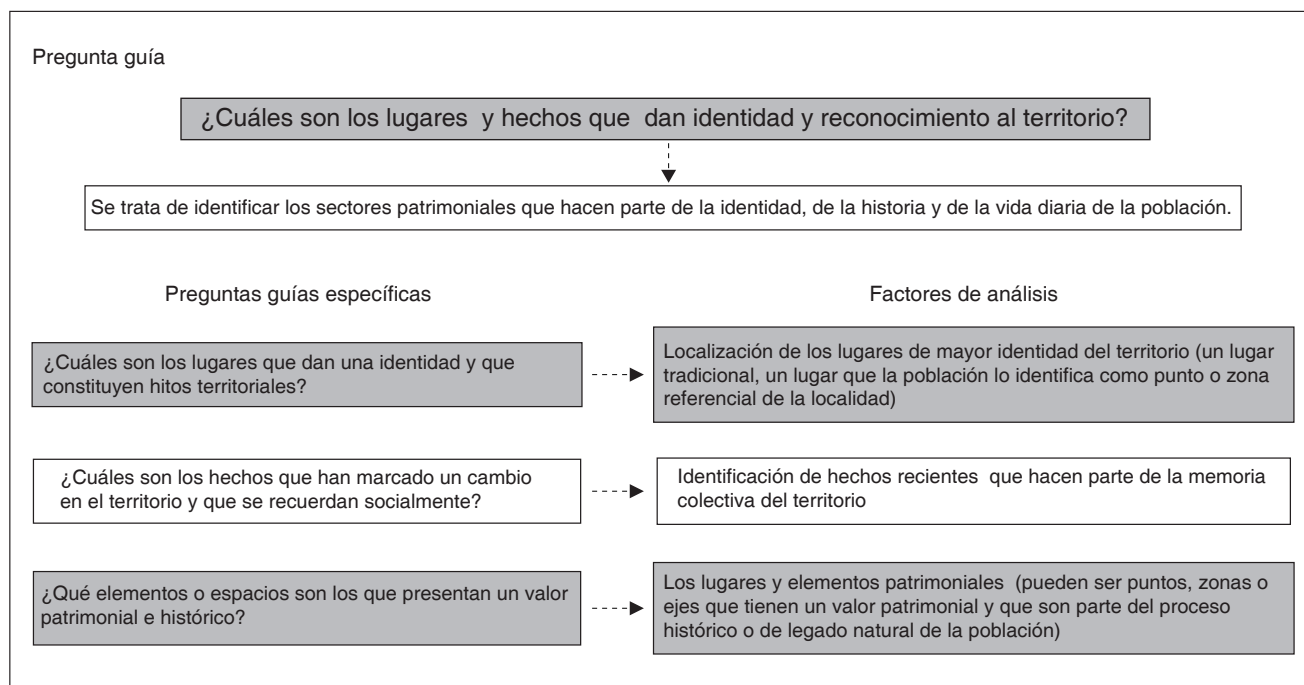 Pregunta guía
¿Cuáles son los lugares y hechos que dan identidad y reconocimiento al territorio?
Se trata de identificar los sectores patrimoniales que hacen parte de la identidad, de la historia y de la vida diaria de la población.
Preguntas guías específicas
Factores de análisis
¿Cuáles son los lugares que dan una identidad y que
constituyen hitos territoriales?
Localización de los lugares de mayor identidad del territorio (un lugar
tradicional, un lugar que la población lo identifica como punto o zona
referencial de la localidad)
¿Cuáles son los hechos que han marcado un cambio
en el territorio y que se recuerdan socialmente?
Identificación de hechos recientes que hacen parte de la memoria
colectiva del territorio
¿Qué elementos o espacios son los que presentan un valor
patrimonial e histórico?
Los lugares y elementos patrimoniales (pueden ser puntos, zonas o
ejes que tienen un valor patrimonial y que son parte del proceso
histórico o de legado natural de la población)